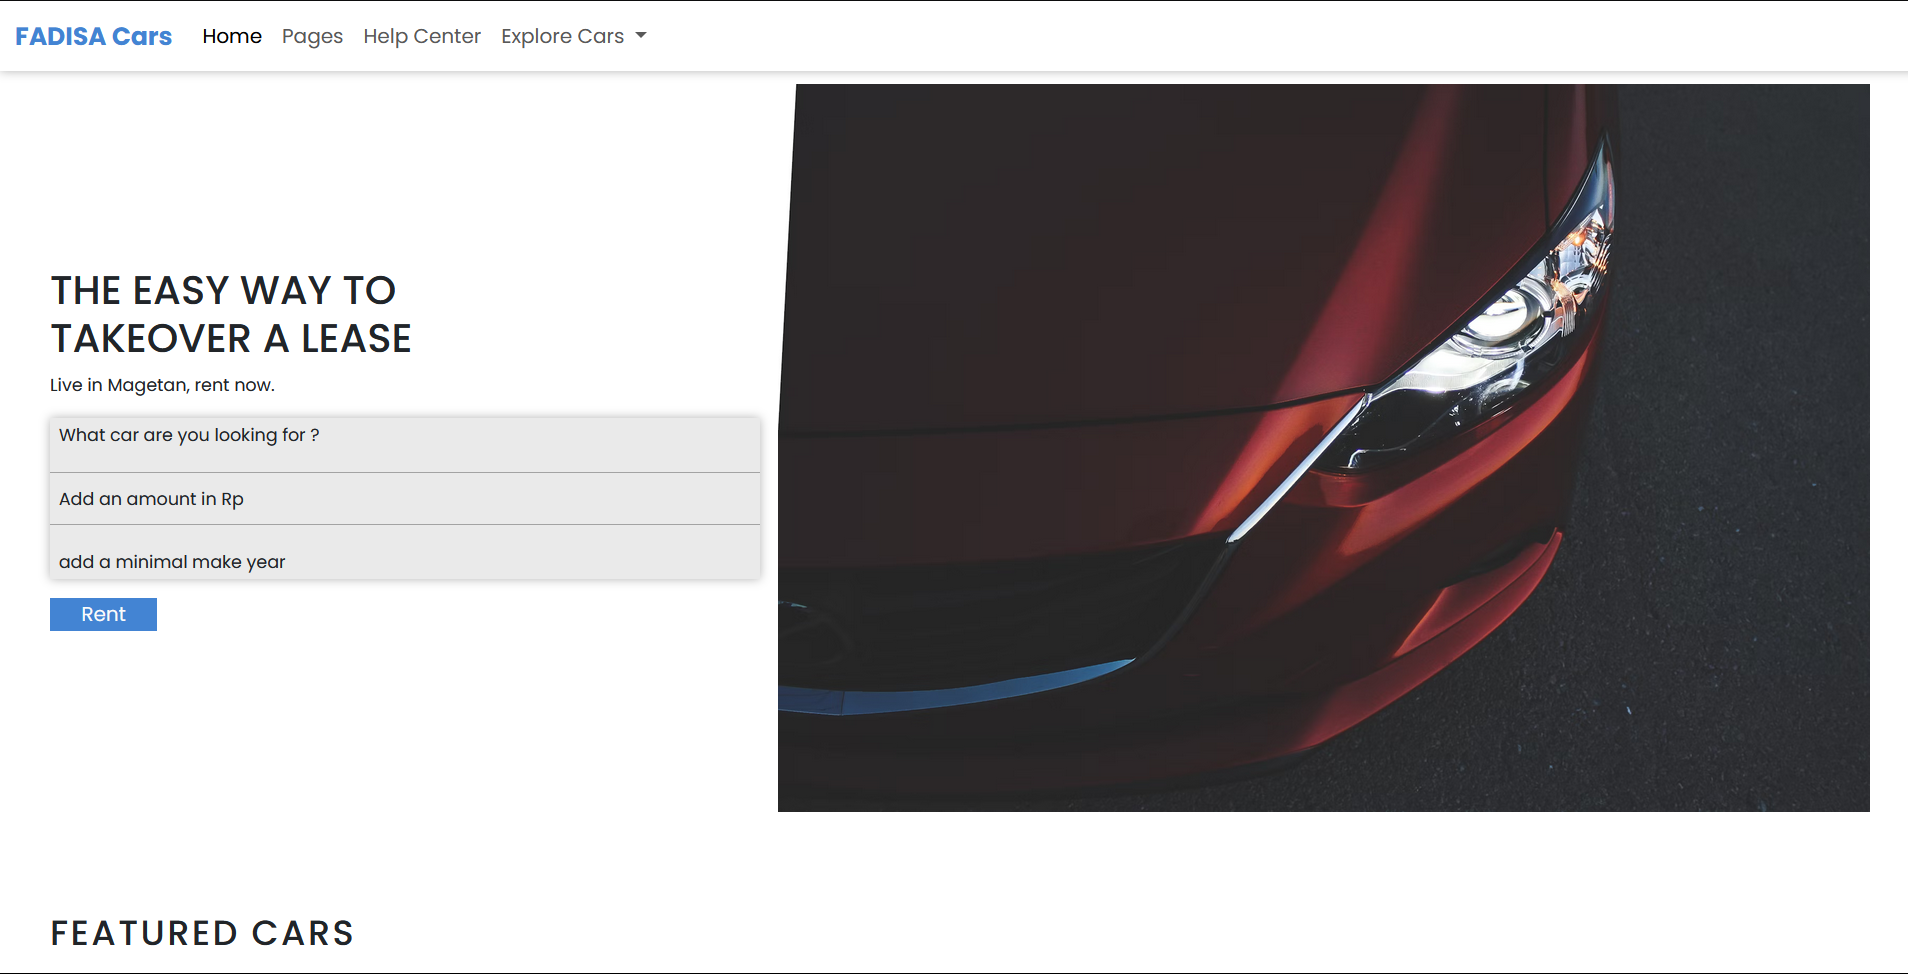 FADISA Cars Home Pages Help Center Explore Cars
THE EASY WAY TO
TAKEOVER A LEASE
Live in Magetan, rent now.
What car are you looking for ?
Add an amount in Rp
add a minimal make year
Rent
FEATURED CARS